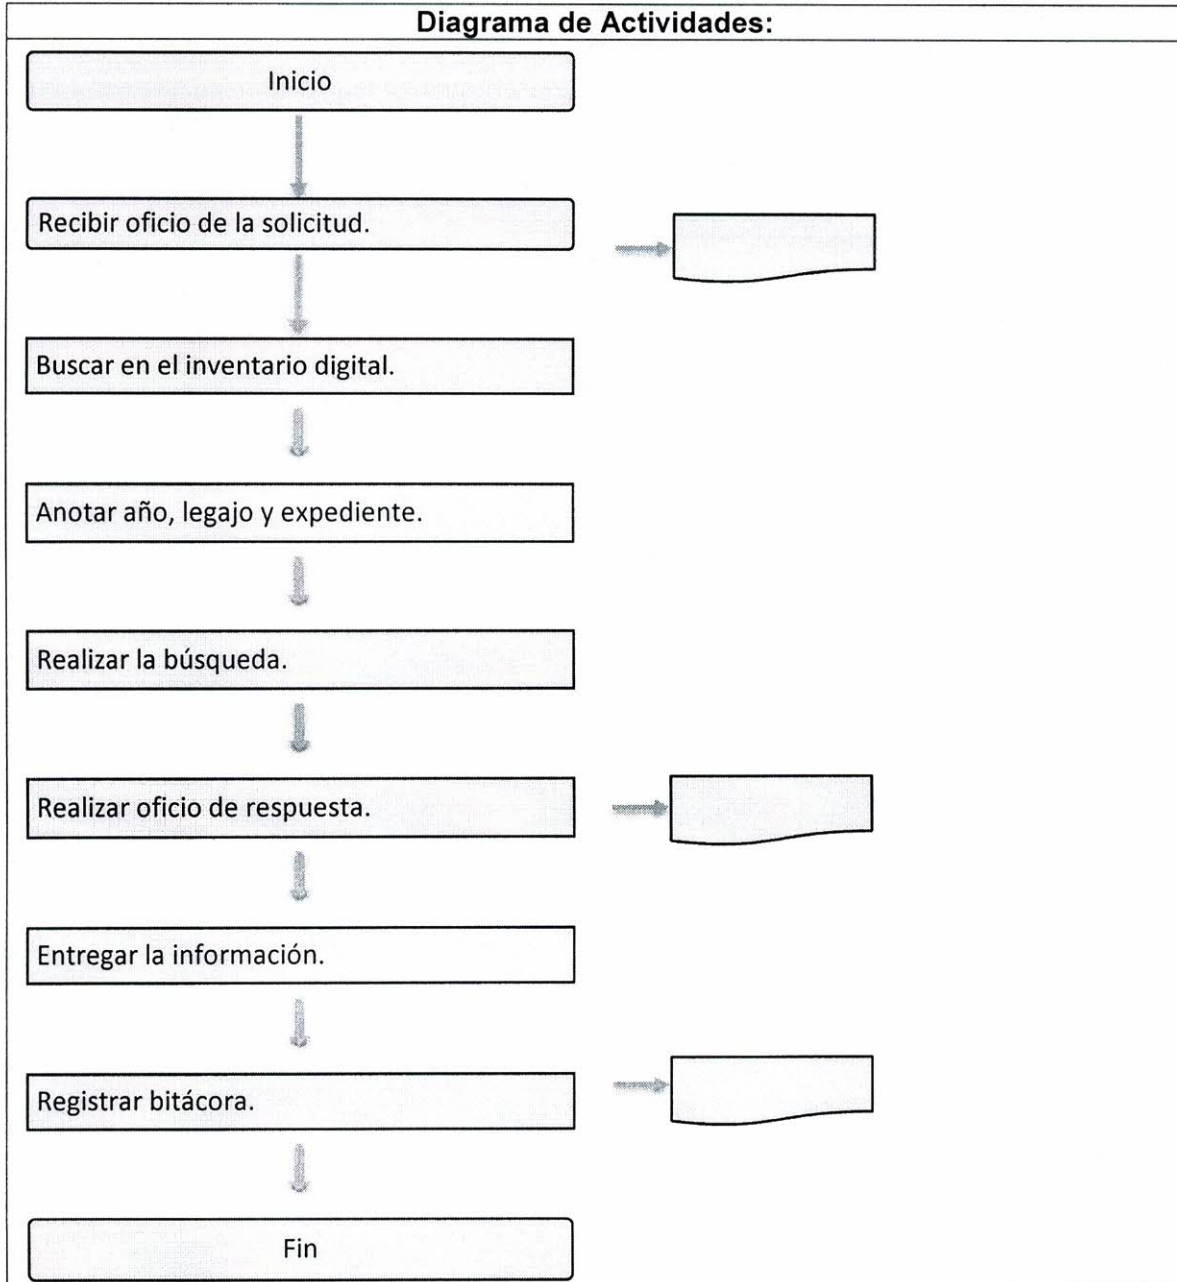 Diagrama de Actividades:
Inicio
Recibir oficio de la solicitud.
Buscar en el inventario digital.
Anotar año, legajo y expediente.
Realizar la búsqueda.
Realizar oficio de respuesta.
Entregar la información.
Registrar bitácora.
Fin